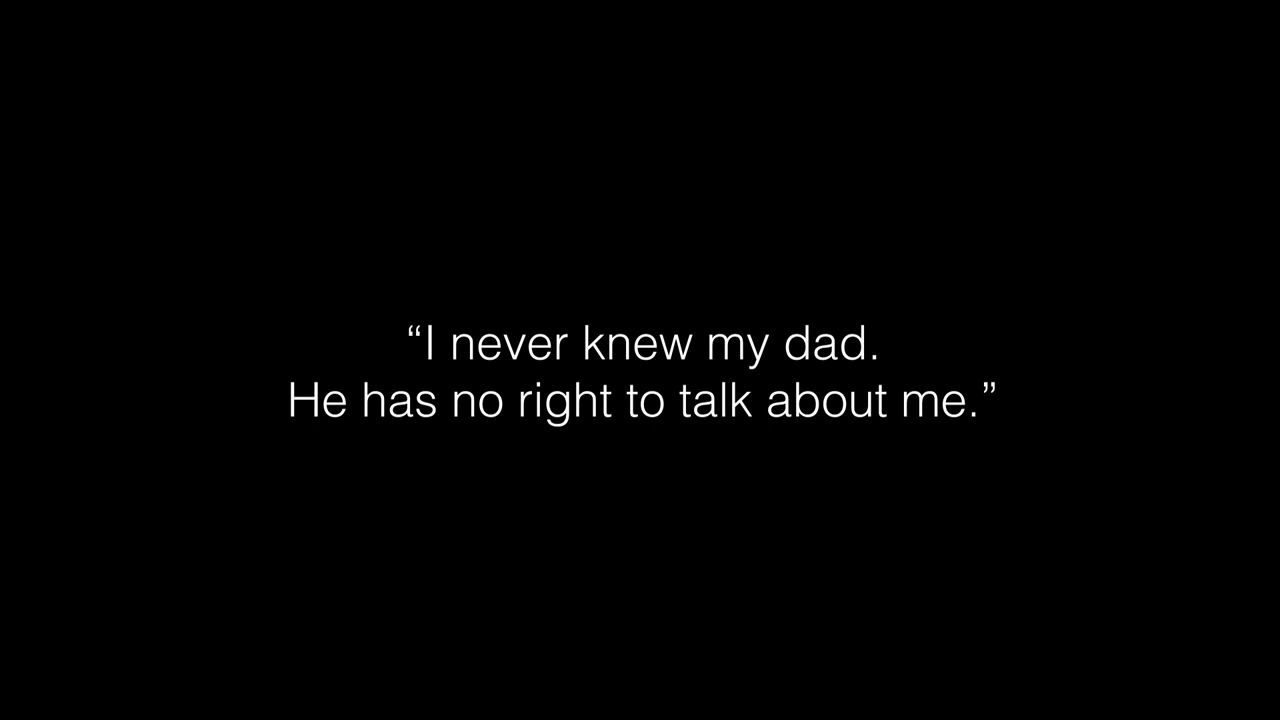 “I never knew my dad.
He has no right to talk about me.”